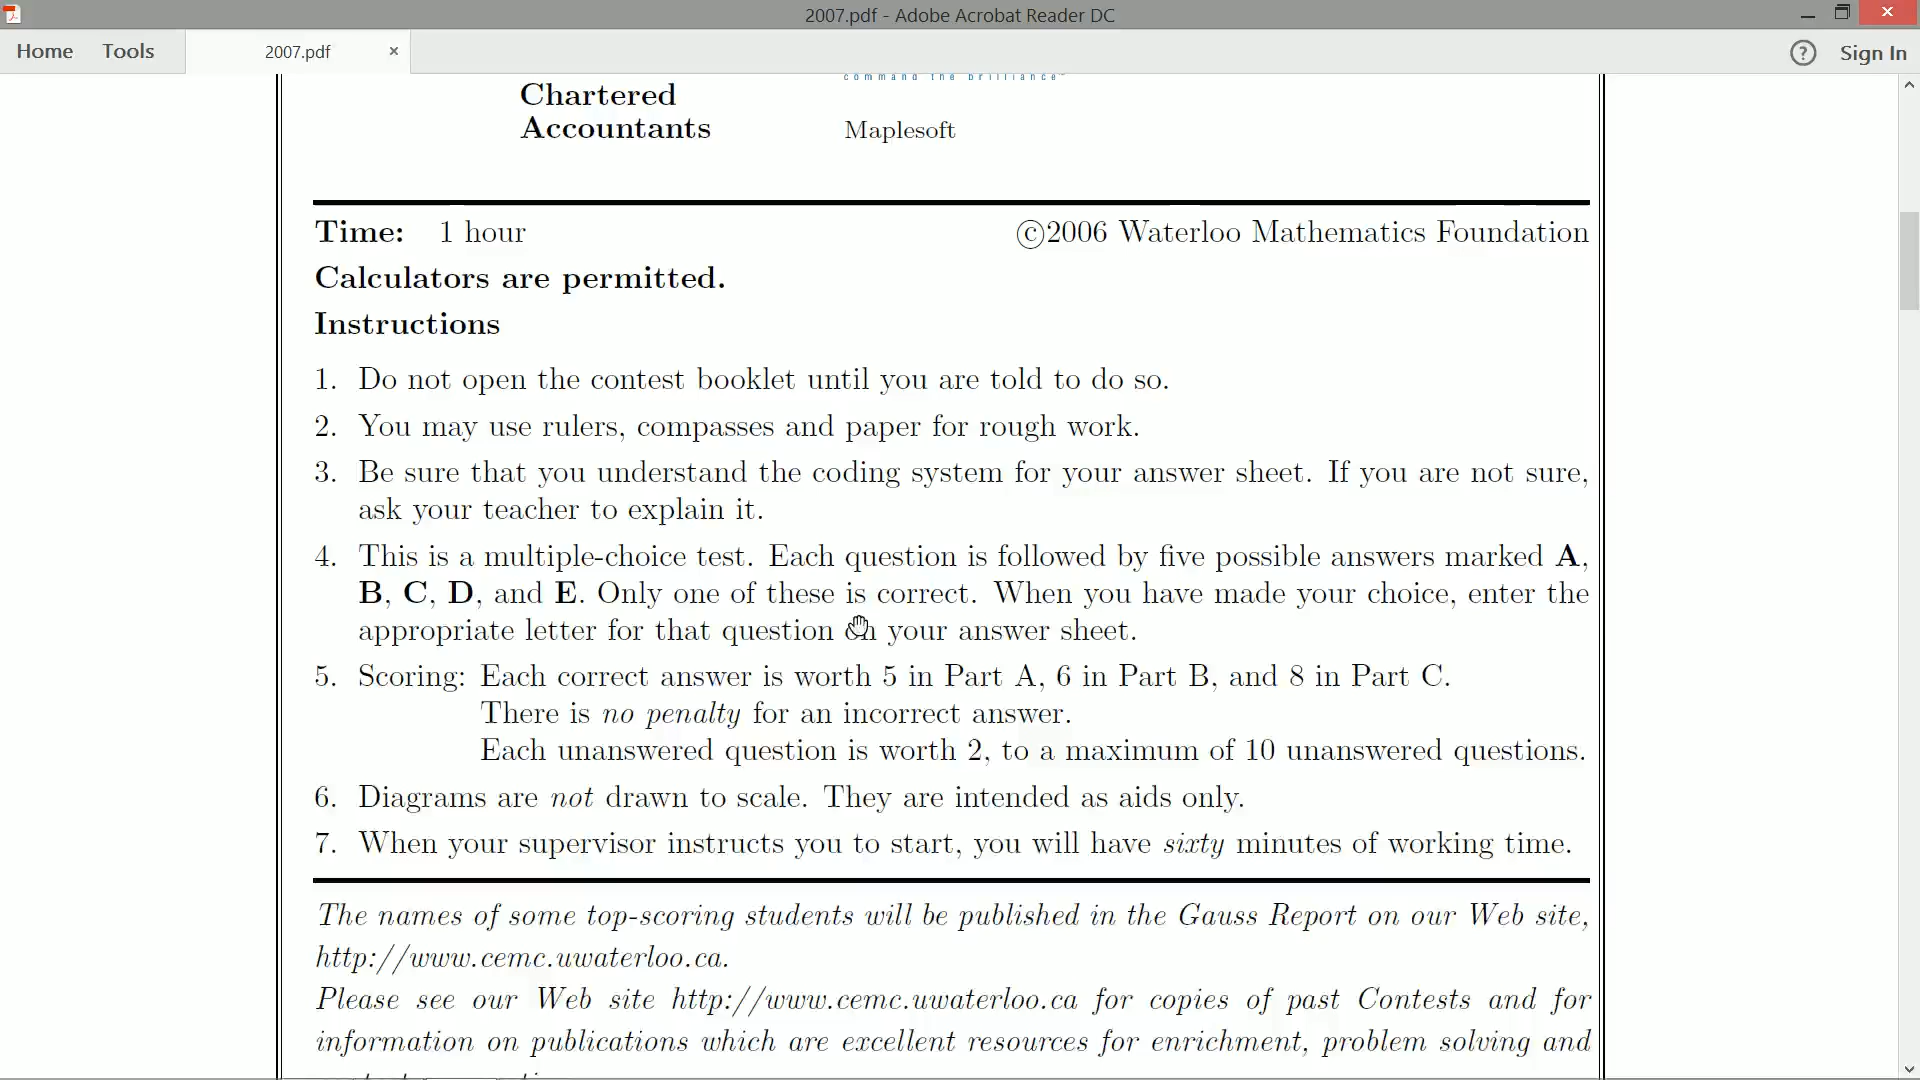 2007.pdf - Adobe Acrobat Reader DC
Home Tools 2007.pdf × ? Sign In
command the brilliance
Chartered
Accountants
Maplesoft
Time: 1 hour ©2006 Waterloo Mathematics Foundation
Calculators are permitted.
Instructions
1. Do not open the contest booklet until you are told to do so.
2. You may use rulers, compasses and paper for rough work.
3. Be sure that you understand the coding system for your answer sheet. If you are not sure,
ask your teacher to explain it.
4. This is a multiple-choice test. Each question is followed by five possible answers marked A,
B, C, D, and E. Only one of these is correct. When you have made your choice, enter the
appropriate letter for that question on your answer sheet.
5. Scoring: Each correct answer is worth 5 in Part A, 6 in Part B, and 8 in Part C.
There is no penalty for an incorrect answer.
Each unanswered question is worth 2, to a maximum of 10 unanswered questions.
6. Diagrams are not drawn to scale. They are intended as aids only.
7. When your supervisor instructs you to start, you will have sixty minutes of working time.
The names of some top-scoring students will be published in the Gauss Report on our Web site,
http://www.cemc.uwaterloo.ca.
Please see our Web site http://www.cemc.uwaterloo.ca for copies of past Contests and for
information on publications which are excellent resources for enrichment, problem solving and